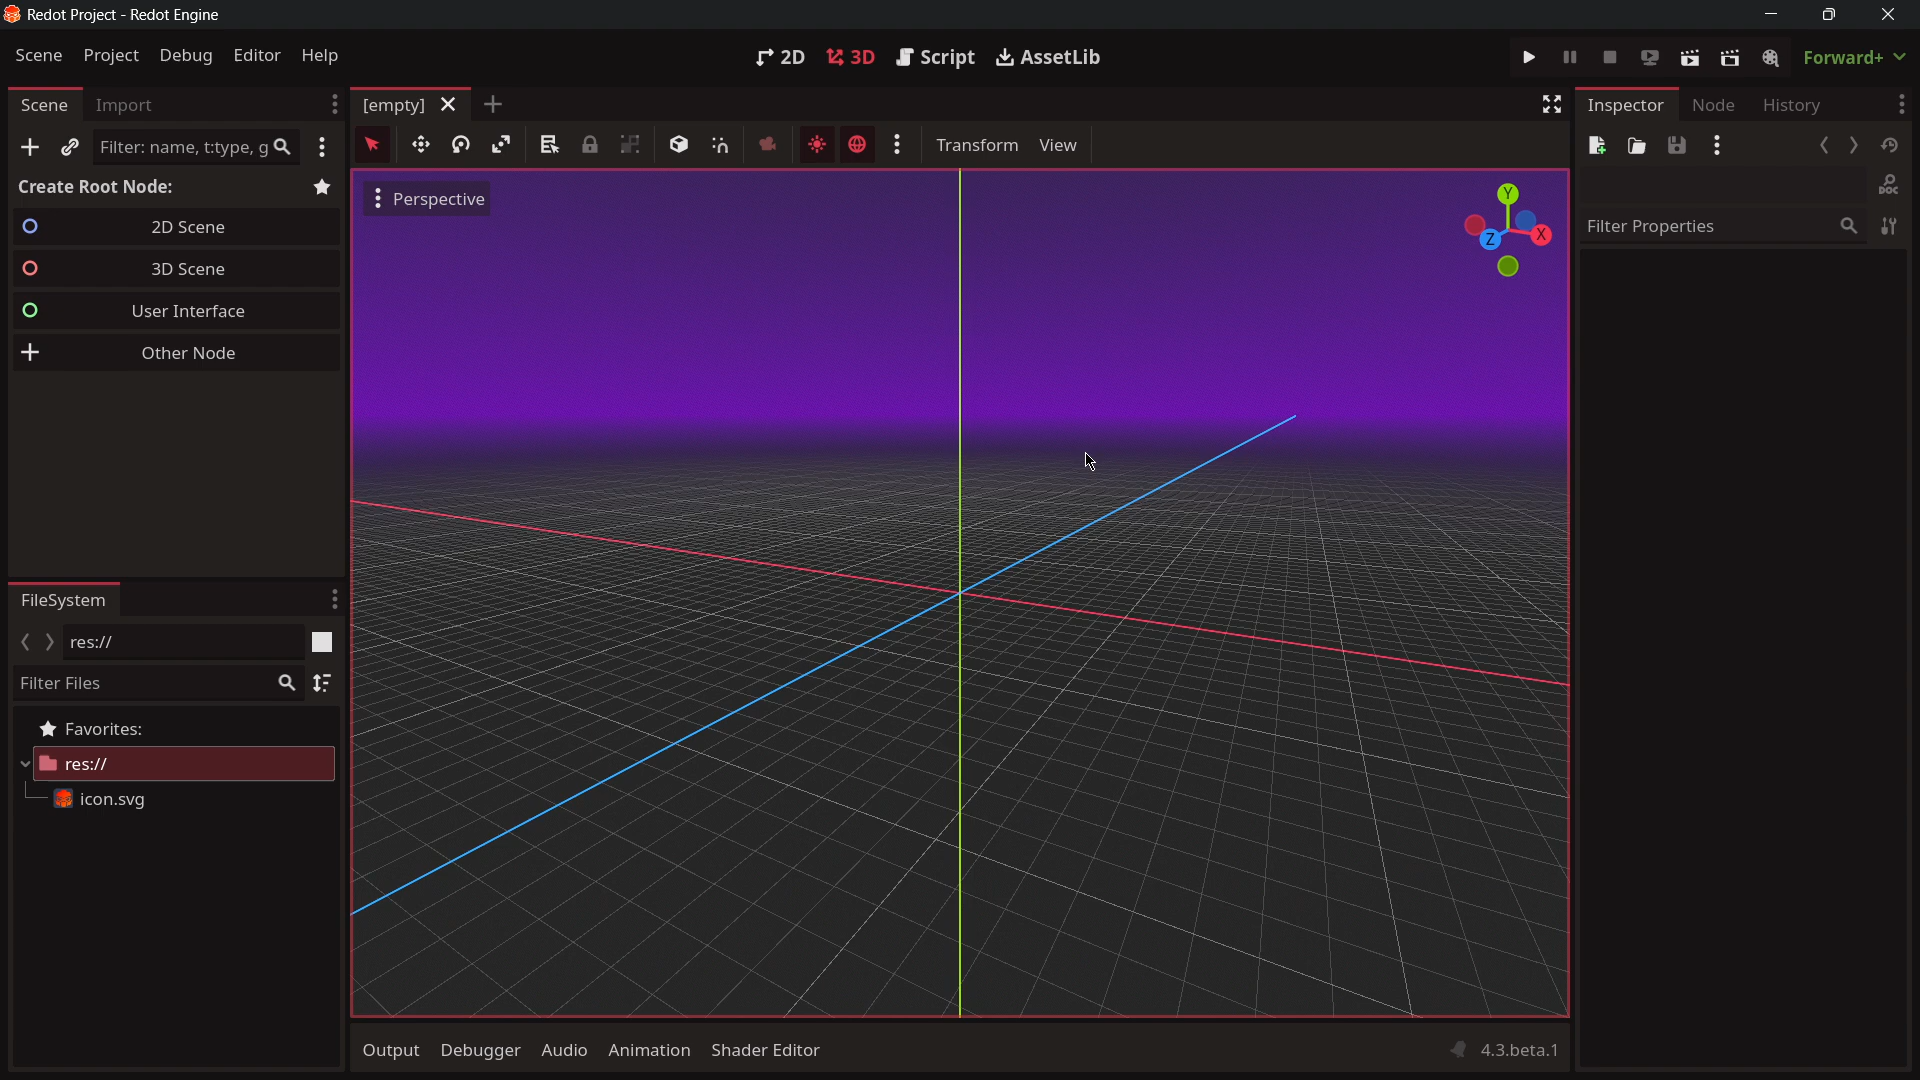 Redot Project - Redot Engine
Scene Project Debug Editor Help
2D 3D Script AssetLib
Forward+
Scene Import
[empty]
Inspector Node History
Filter: name, t:type, g
Transform View
Create Root Node:
DOC
Perspective
Y
X
Z
2D Scene
Filter Properties
3D Scene
User Interface
Other Node
FileSystem
res://
Filter Files
Favorites:
res://
icon.svg
Output Debugger Audio Animation Shader Editor
4.3.beta.1